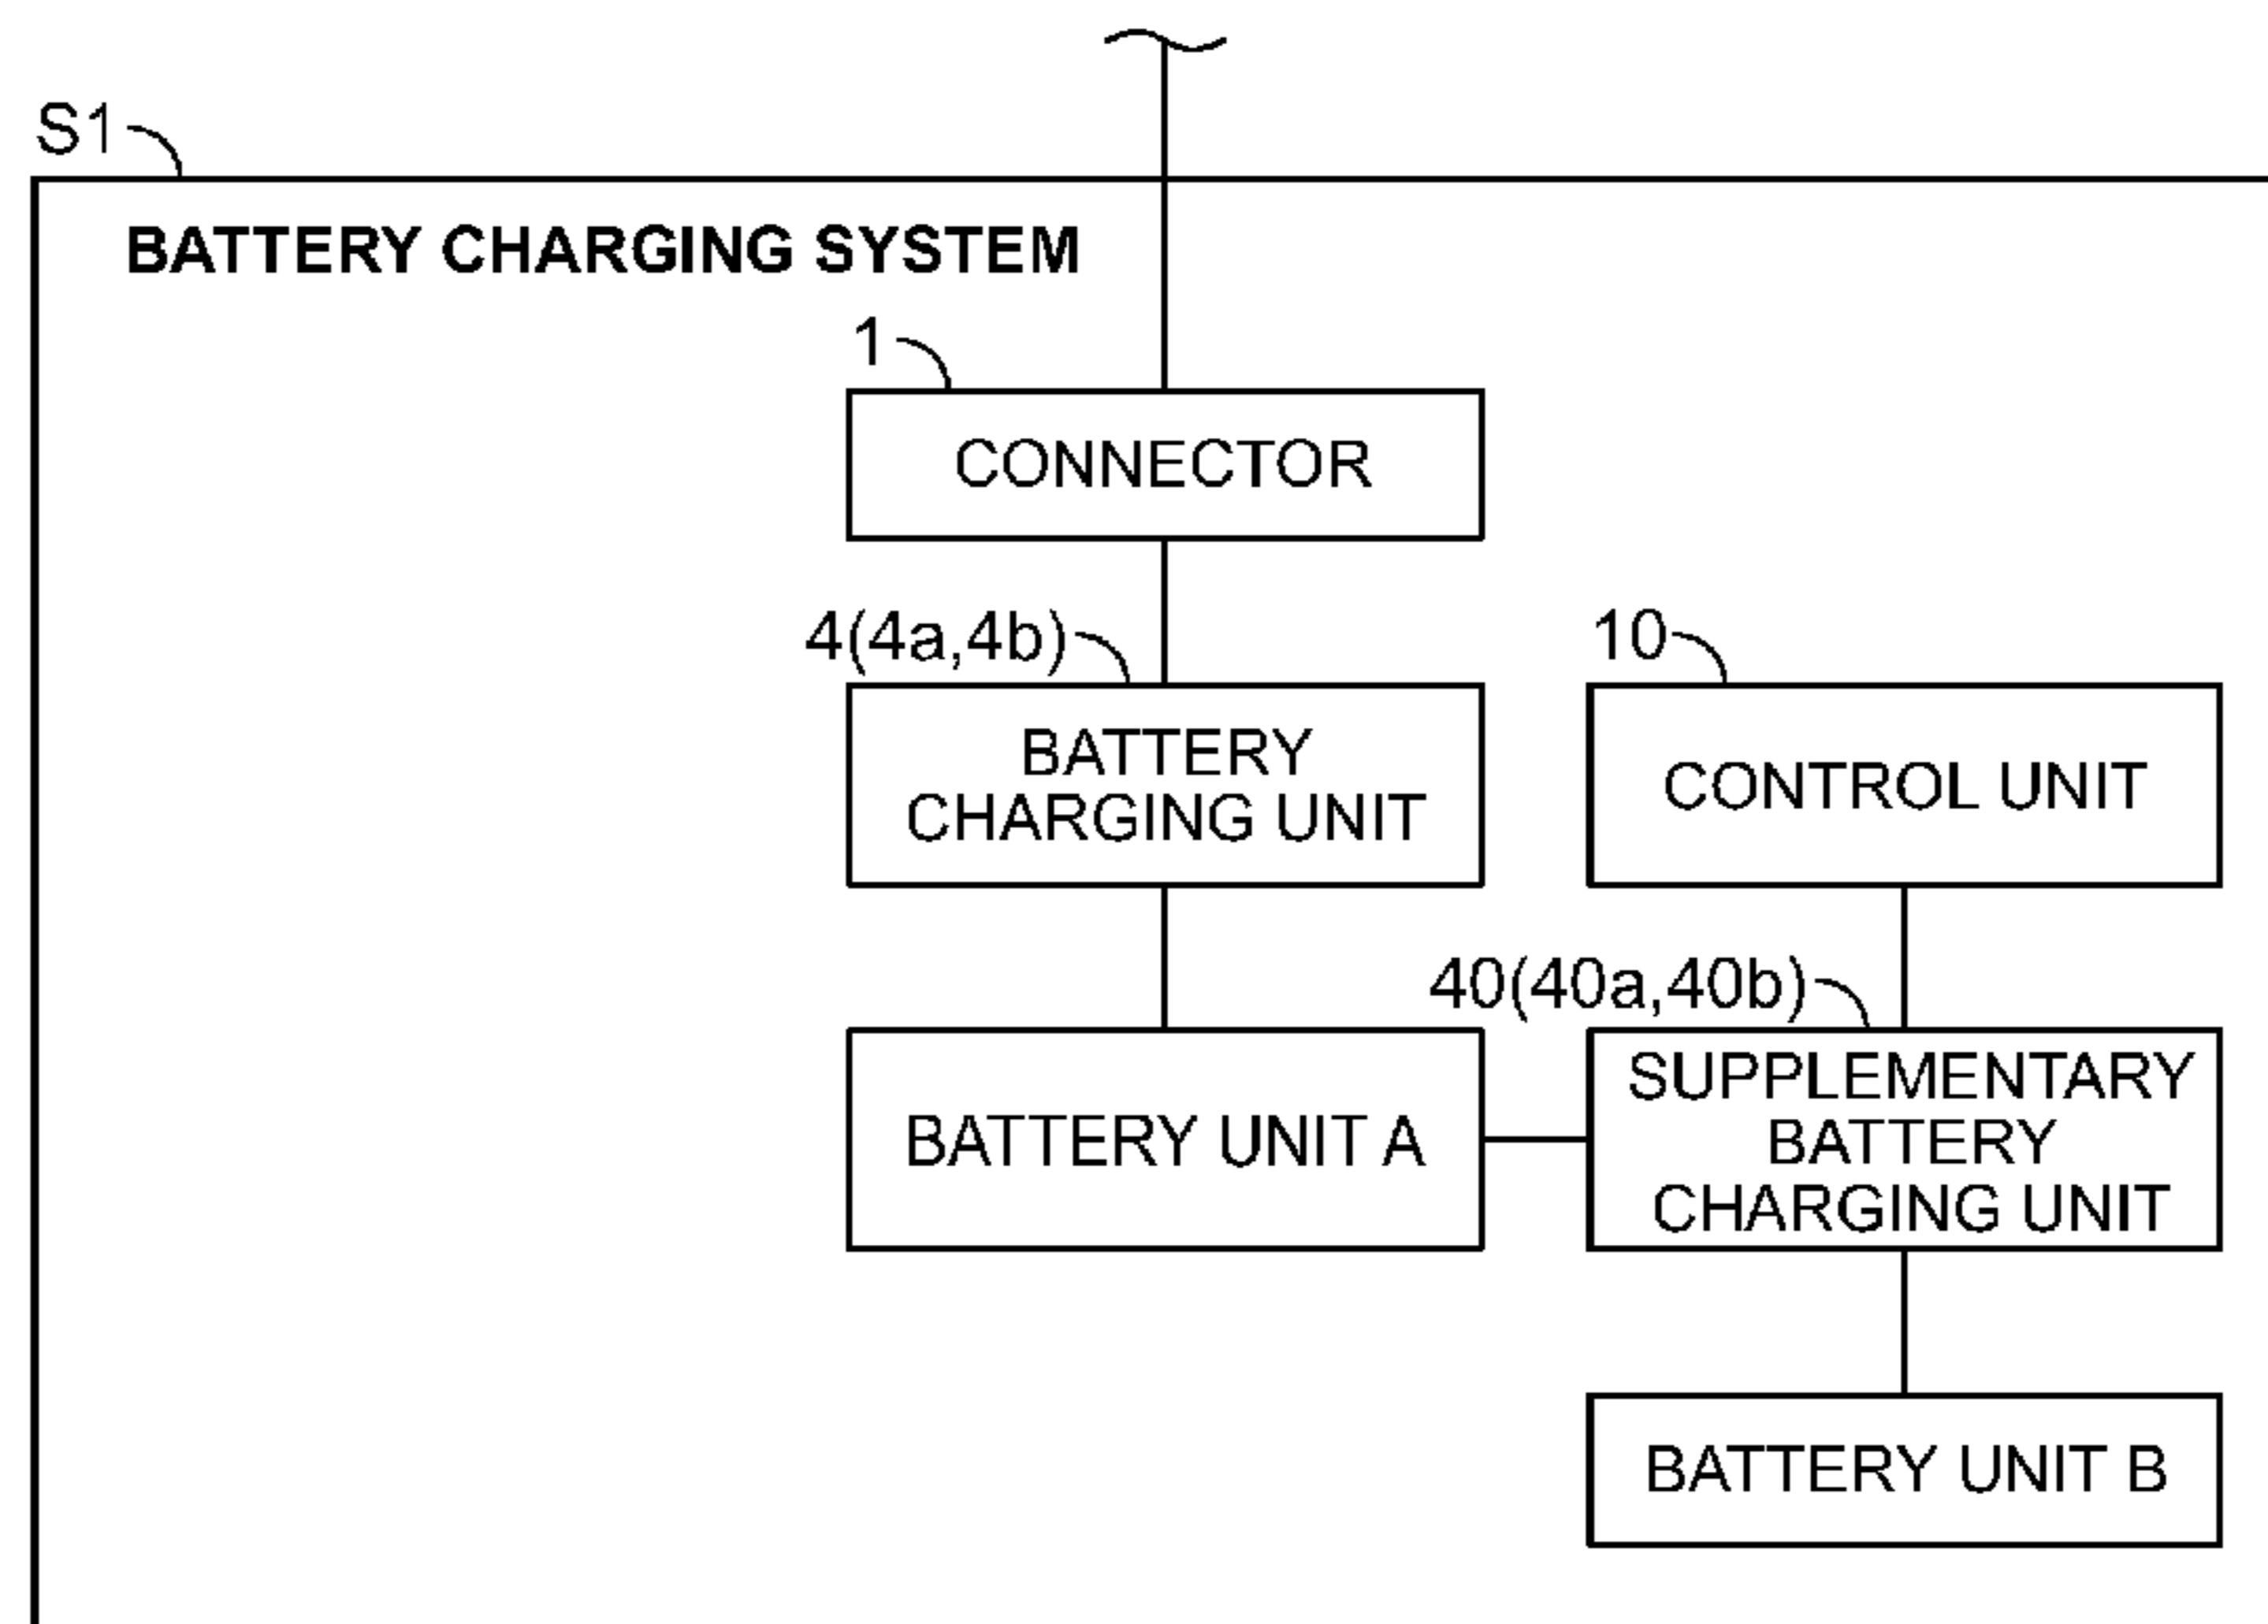 S1
BATTERY CHARGING SYSTEM
1
CONNECTOR
4(4a,4b)
BATTERY
CHARGING UNIT
10
CONTROL UNIT
BATTERY UNIT A
40(40a,40b)
SUPPLEMENTARY
BATTERY
CHARGING UNIT
BATTERY UNIT B